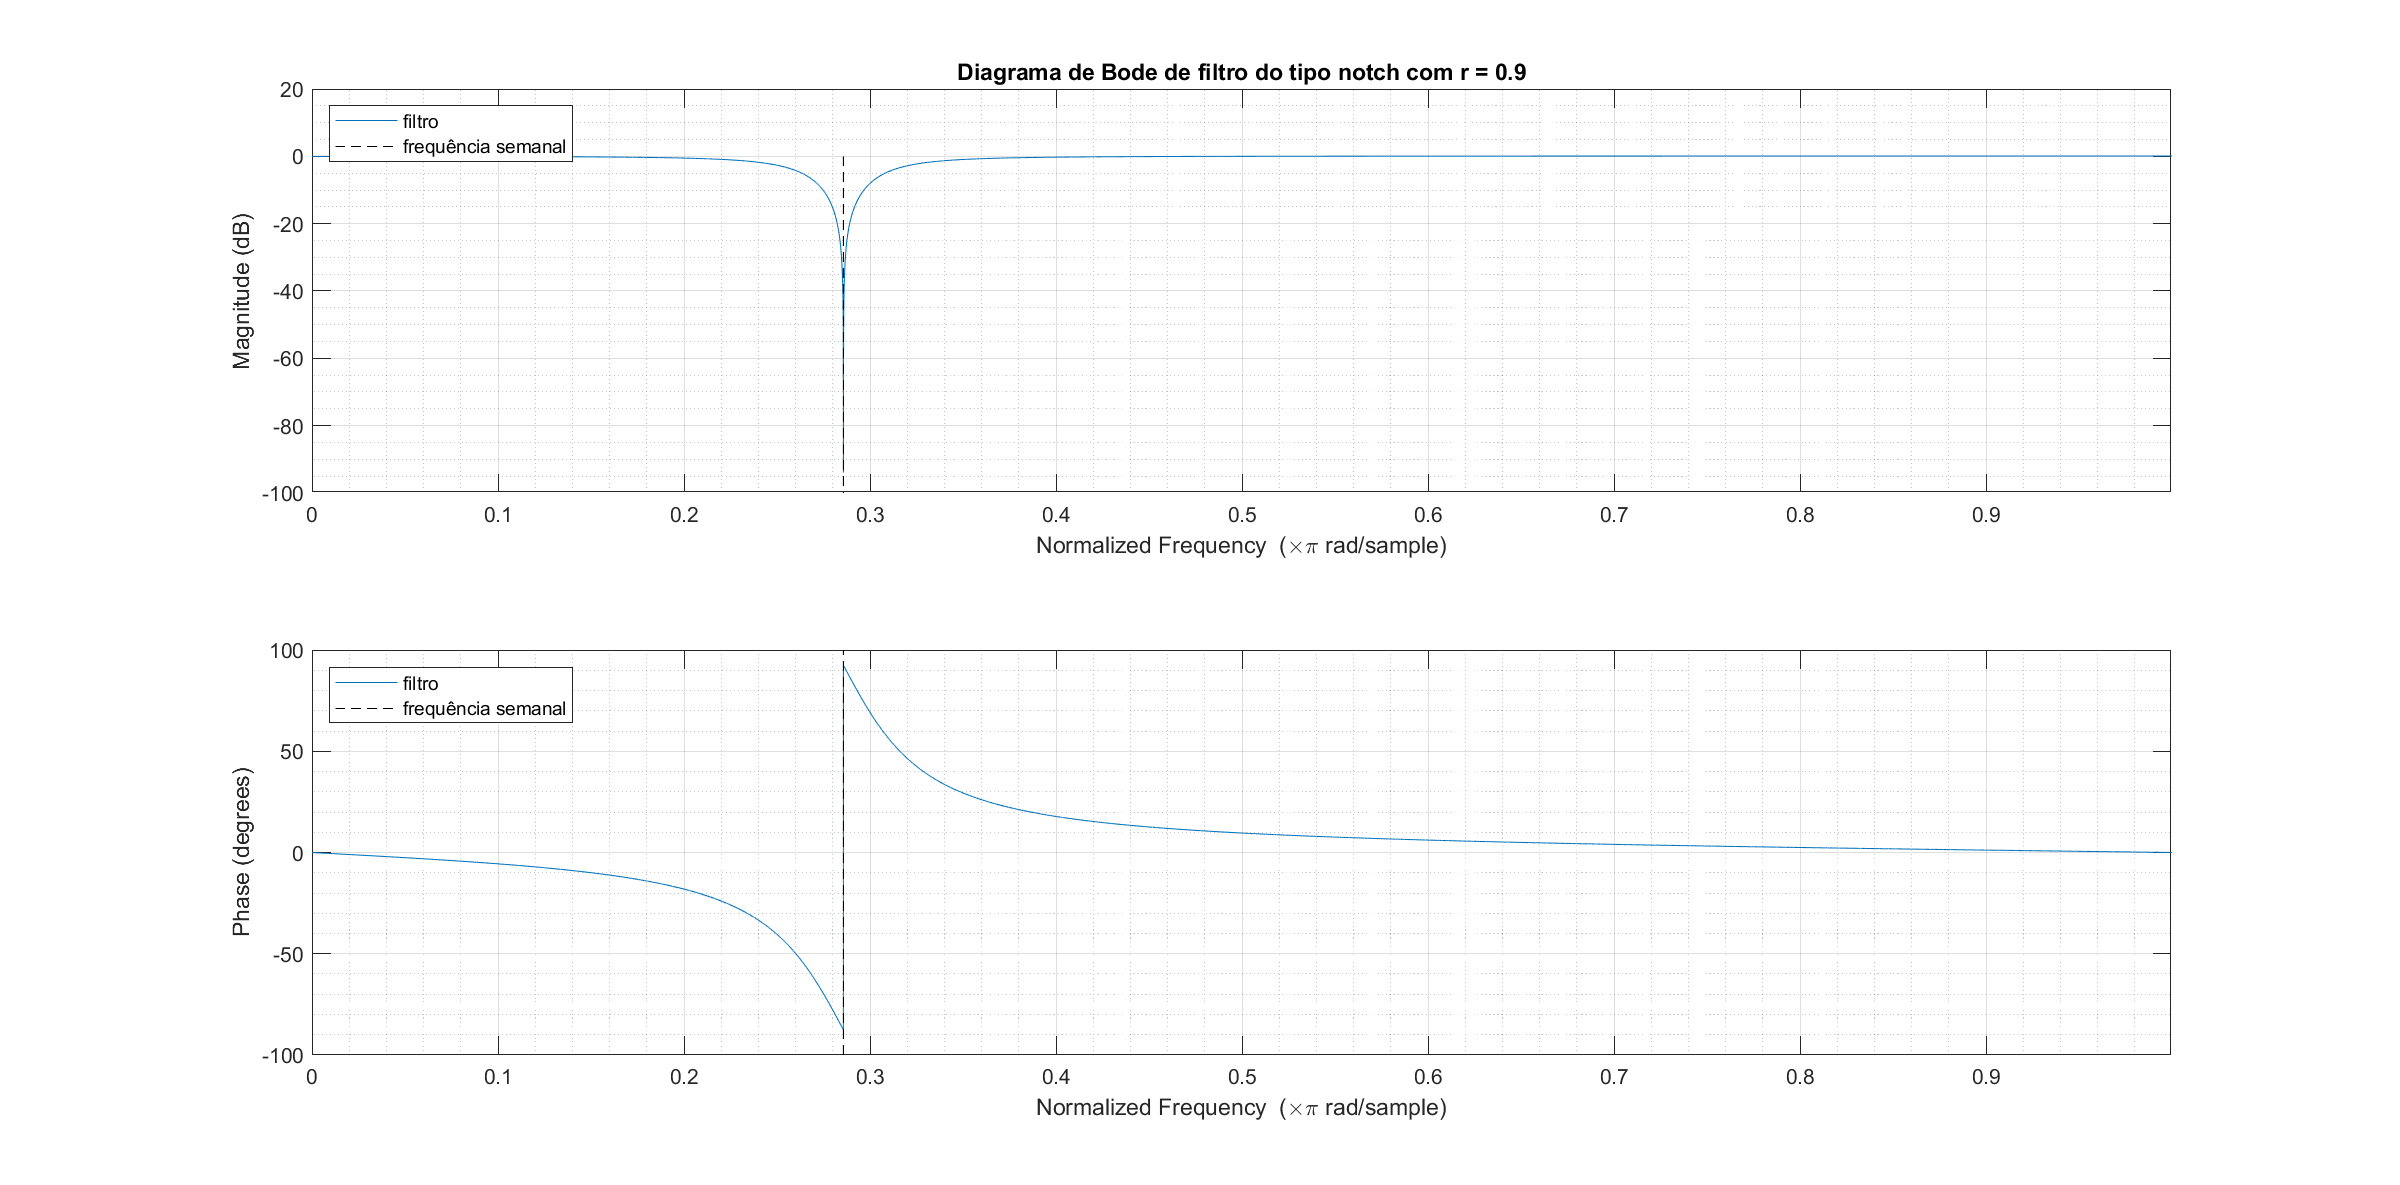 Diagrama de Bode de filtro do tipo notch com r = 0.9
20
0
-20
-40
-60
-80
-100
Magnitude (dB)
filtro
frequência semanal
0 0.1 0.2 0.3 0.4 0.5 0.6 0.7 0.8 0.9
Normalized Frequency (×π rad/sample)
100
50
0
-50
-100
Phase (degrees)
filtro
frequência semanal
0 0.1 0.2 0.3 0.4 0.5 0.6 0.7 0.8 0.9
Normalized Frequency (×π rad/sample)